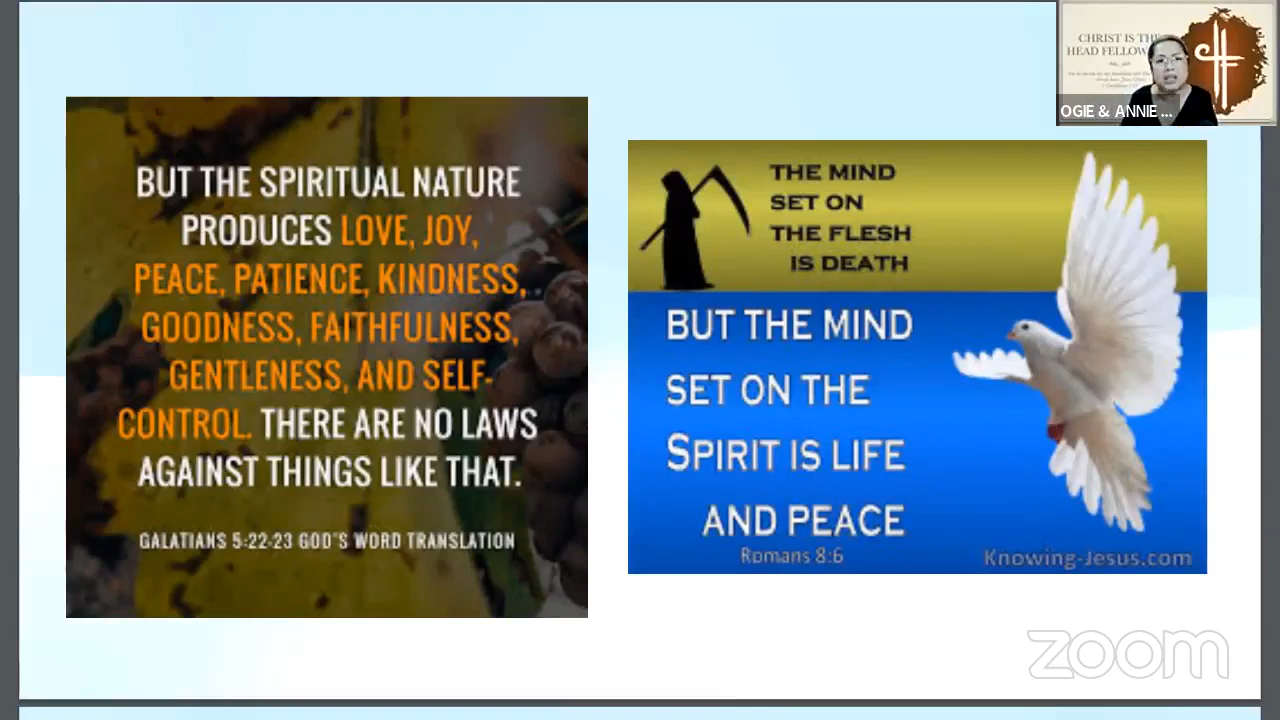 BUT THE SPIRITUAL NATURE
PRODUCES LOVE, JOY,
PEACE, PATIENCE, KINDNESS,
GOODNESS, FAITHFULNESS,
GENTLENESS, AND SELF-
CONTROL. THERE ARE NO LAWS
AGAINST THINGS LIKE THAT.
GALATIANS 5:22-23 GOD'S WORD TRANSLATION
THE MIND
SET ON
THE FLESH
IS DEATH
BUT THE MIND
SET ON THE
SPIRIT IS LIFE
AND PEACE
Romans 8:6
Knowing-Jesus.com
CHRIST IS THE
HEAD FELLOW
OGIE & ANNIE ...
zoom